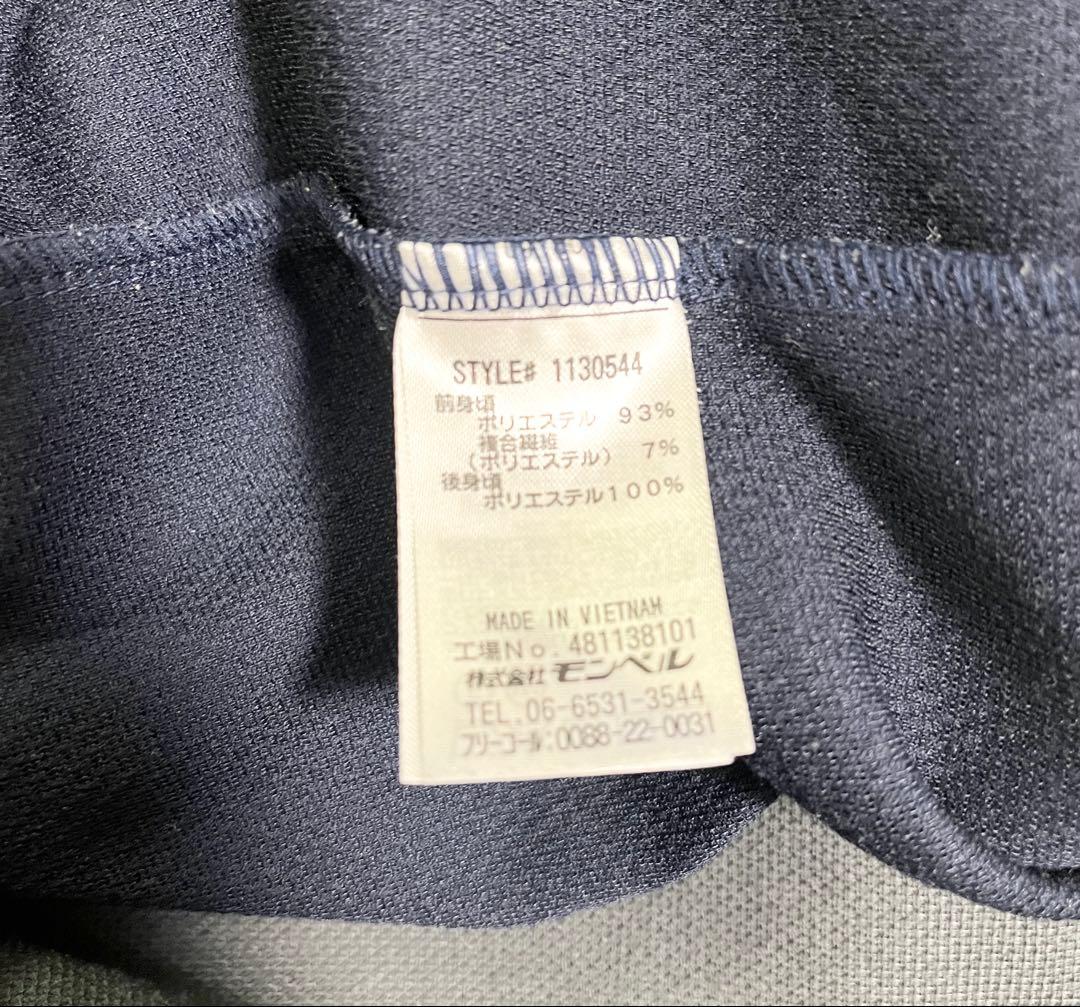 STYLE# 1130544
前身頃
ポリエステル 93%
複合繊維
(ポリエステル) 7%
後身頃
ポリエステル100%
MADE IN VIETNAM
工場No.481138101
株式会社 モンベル
TEL.06-6531-3544
フリーコール:0088-22-0031